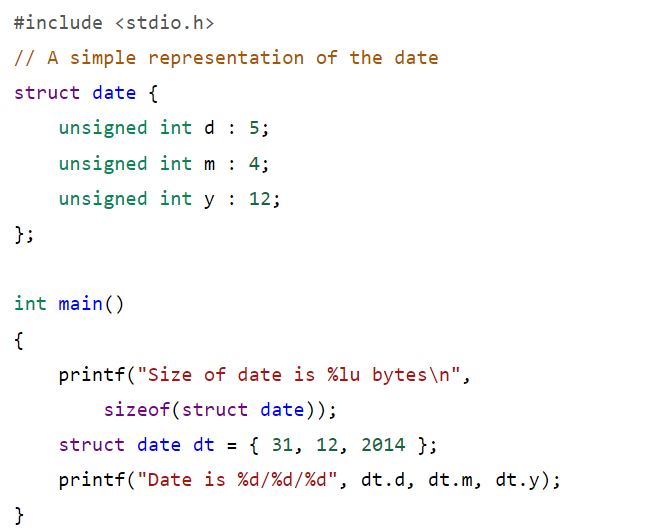 #include <stdio.h>
// A simple representation of the date
struct date {
    unsigned int d : 5;
    unsigned int m : 4;
    unsigned int y : 12;
};

int main()
{
    printf("Size of date is %lu bytes\n",
        sizeof(struct date));
    struct date dt = { 31, 12, 2014 };
    printf("Date is %d/%d/%d", dt.d, dt.m, dt.y);
}